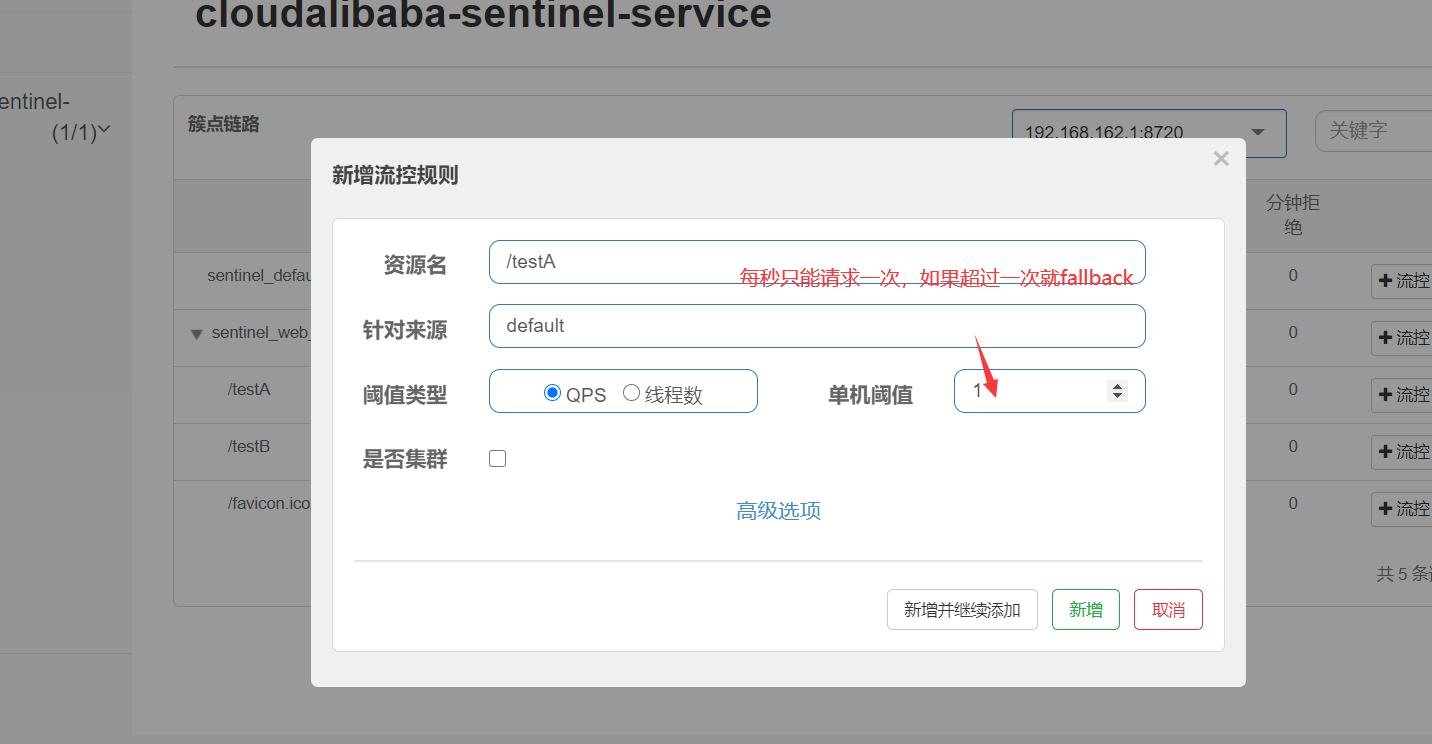 cloudalibaba-sentinel-service
entinel-
(1/1)
簇点链路
192.168.162.1:8720
关键字
新增流控规则
×
分钟拒
绝
资源名
/testA
每秒只能请求一次，如果超过一次就fallback
sentinel_defau
0
流控
针对来源
default
sentinel_web_
0
流控
阈值类型
QPS
线程数
单机阈值
1
/testA
0
流控
是否集群
/testB
0
流控
高级选项
/favicon.ico
0
流控
共 5 条
新增并继续添加
新增
取消